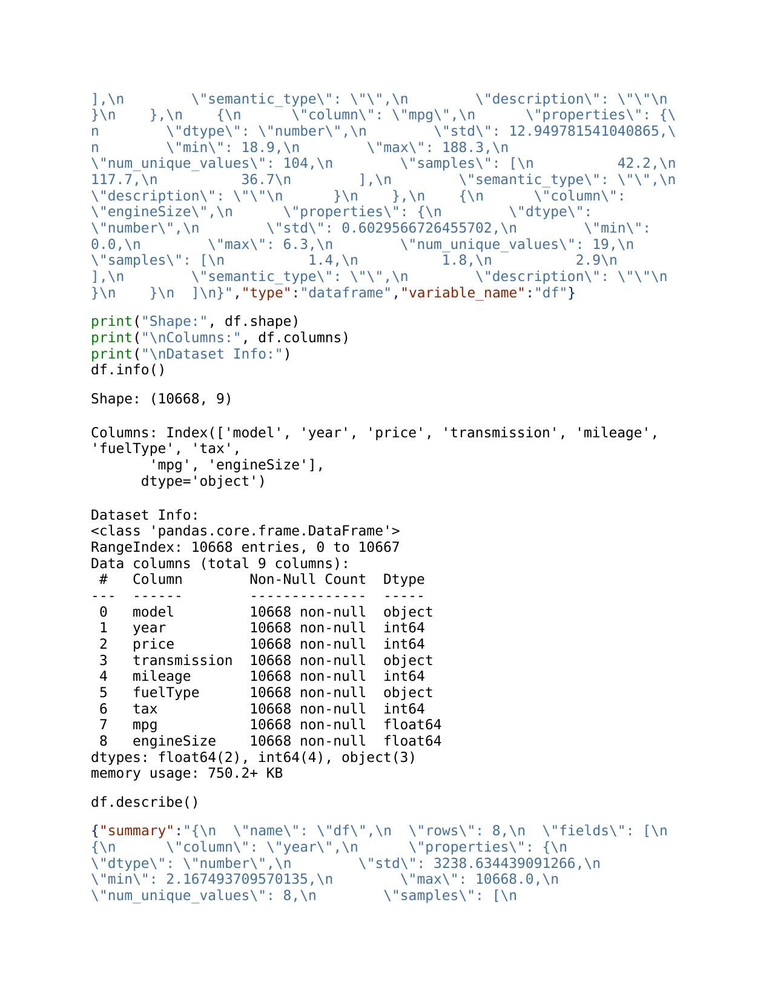 ],\n        \"semantic_type\": \"\",\n        \"description\": \"\"\n
}\n    },\n    {\n      \"column\": \"mpg\",\n      \"properties\": {\
n        \"dtype\": \"number\",\n        \"std\": 12.949781541040865,\
n        \"min\": 18.9,\n        \"max\": 188.3,\n
\"num_unique_values\": 104,\n        \"samples\": [\n          42.2,\n
117.7,\n          36.7\n        ],\n        \"semantic_type\": \"\",\n
\"description\": \"\"\n      }\n    },\n    {\n      \"column\":
\"engineSize\",\n      \"properties\": {\n        \"dtype\":
\"number\",\n        \"std\": 0.6029566726455702,\n        \"min\":
0.0,\n        \"max\": 6.3,\n        \"num_unique_values\": 19,\n
\"samples\": [\n          1.4,\n          1.8,\n          2.9\n
],\n        \"semantic_type\": \"\",\n        \"description\": \"\"\n
}\n    }\n  ]\n}","type":"dataframe","variable_name":"df"}
print("Shape:", df.shape)
print("\nColumns:", df.columns)
print("\nDataset Info:")
df.info()
Shape: (10668, 9)
Columns: Index(['model', 'year', 'price', 'transmission', 'mileage',
'fuelType', 'tax',
       'mpg', 'engineSize'],
      dtype='object')
Dataset Info:
<class 'pandas.core.frame.DataFrame'>
RangeIndex: 10668 entries, 0 to 10667
Data columns (total 9 columns):
 #   Column        Non-Null Count  Dtype
---  ------        --------------  -----
 0   model         10668 non-null  object
 1   year          10668 non-null  int64
 2   price         10668 non-null  int64
 3   transmission  10668 non-null  object
 4   mileage       10668 non-null  int64
 5   fuelType      10668 non-null  object
 6   tax           10668 non-null  int64
 7   mpg           10668 non-null  float64
 8   engineSize    10668 non-null  float64
dtypes: float64(2), int64(4), object(3)
memory usage: 750.2+ KB
df.describe()
{"summary":"{\n  \"name\": \"df\",\n  \"rows\": 8,\n  \"fields\": [\n
{\n      \"column\": \"year\",\n      \"properties\": {\n
\"dtype\": \"number\",\n        \"std\": 3238.634439091266,\n
\"min\": 2.167493709570135,\n        \"max\": 10668.0,\n
\"num_unique_values\": 8,\n        \"samples\": [\n